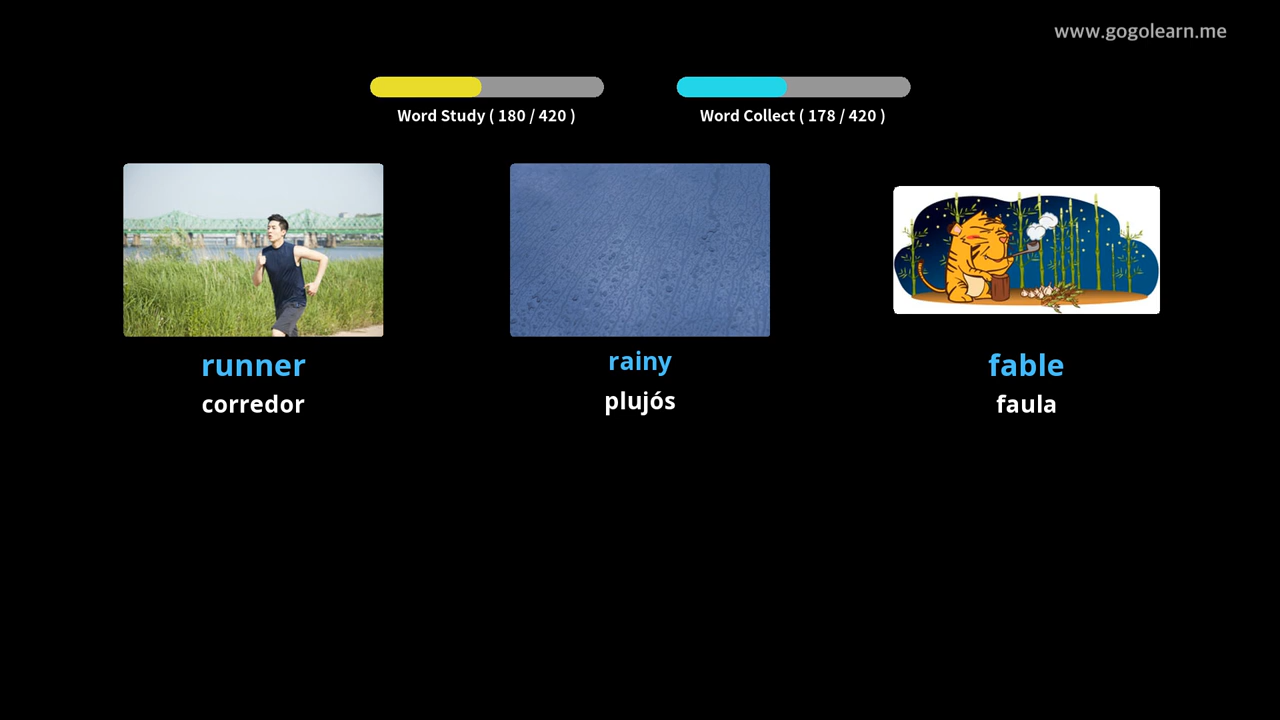 www.gogolearn.me
Word Study ( 180 / 420 )
Word Collect ( 178 / 420 )
runner
corredor
rainy
plujós
fable
faula